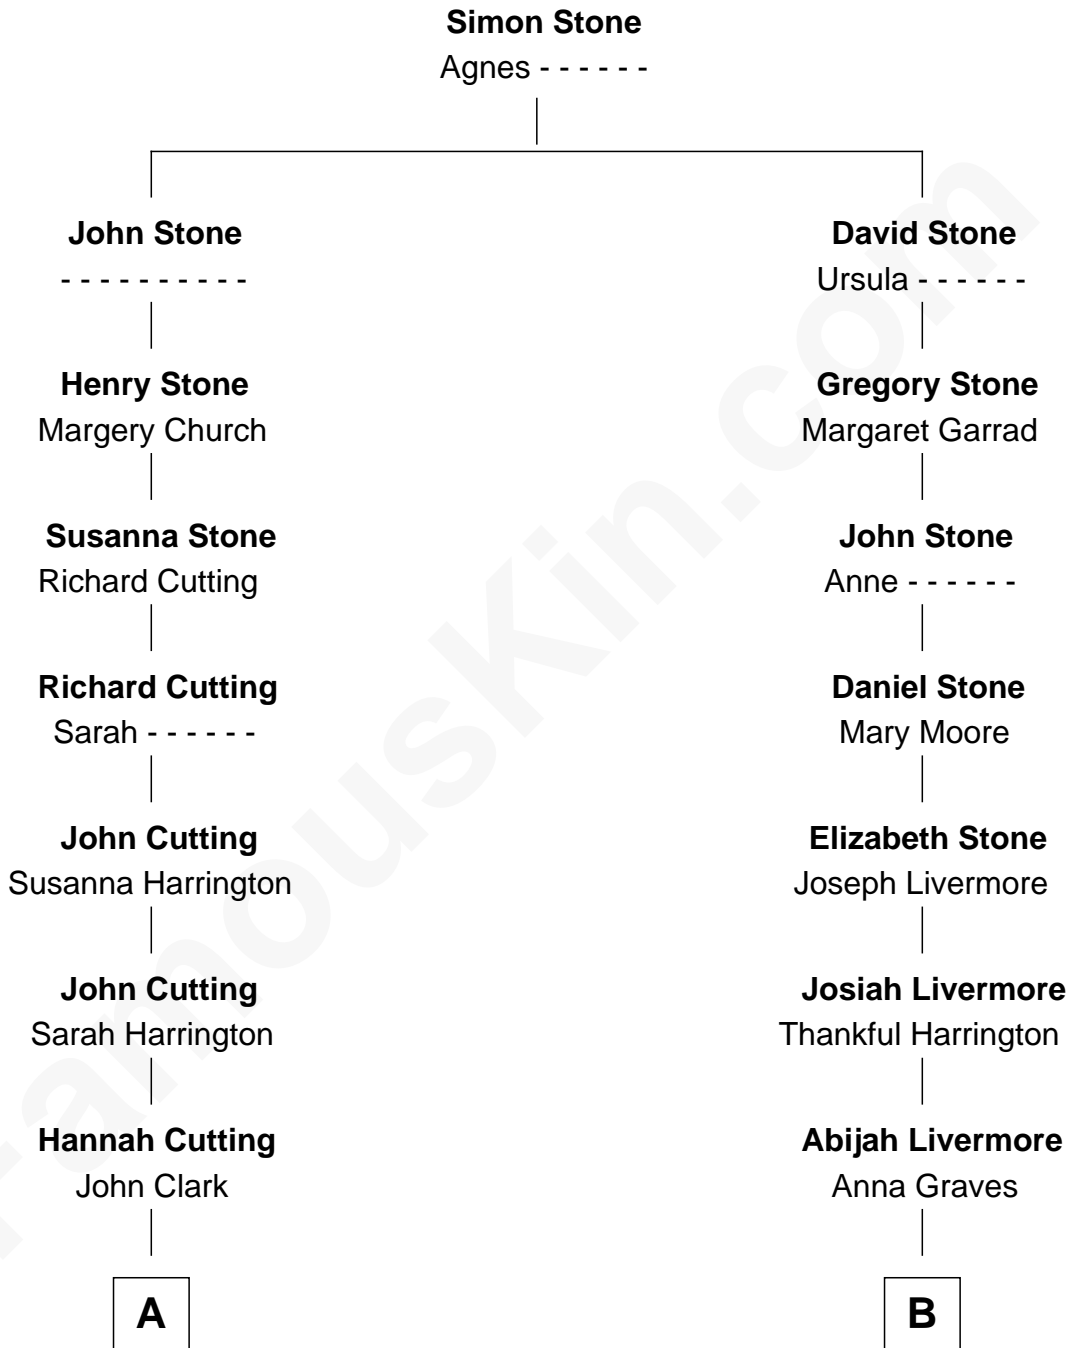 Simon Stone
Agnes - - - - - -
John Stone
- - - - - - - - - -
Henry Stone
Margery Church
Susanna Stone
Richard Cutting
Richard Cutting
Sarah - - - - - -
John Cutting
Susanna Harrington
John Cutting
Sarah Harrington
Hannah Cutting
John Clark
A
David Stone
Ursula - - - - - -
Gregory Stone
Margaret Garrad
John Stone
Anne - - - - - -
Daniel Stone
Mary Moore
Elizabeth Stone
Joseph Livermore
Josiah Livermore
Thankful Harrington
Abijah Livermore
Anna Graves
B
FamousKin.com